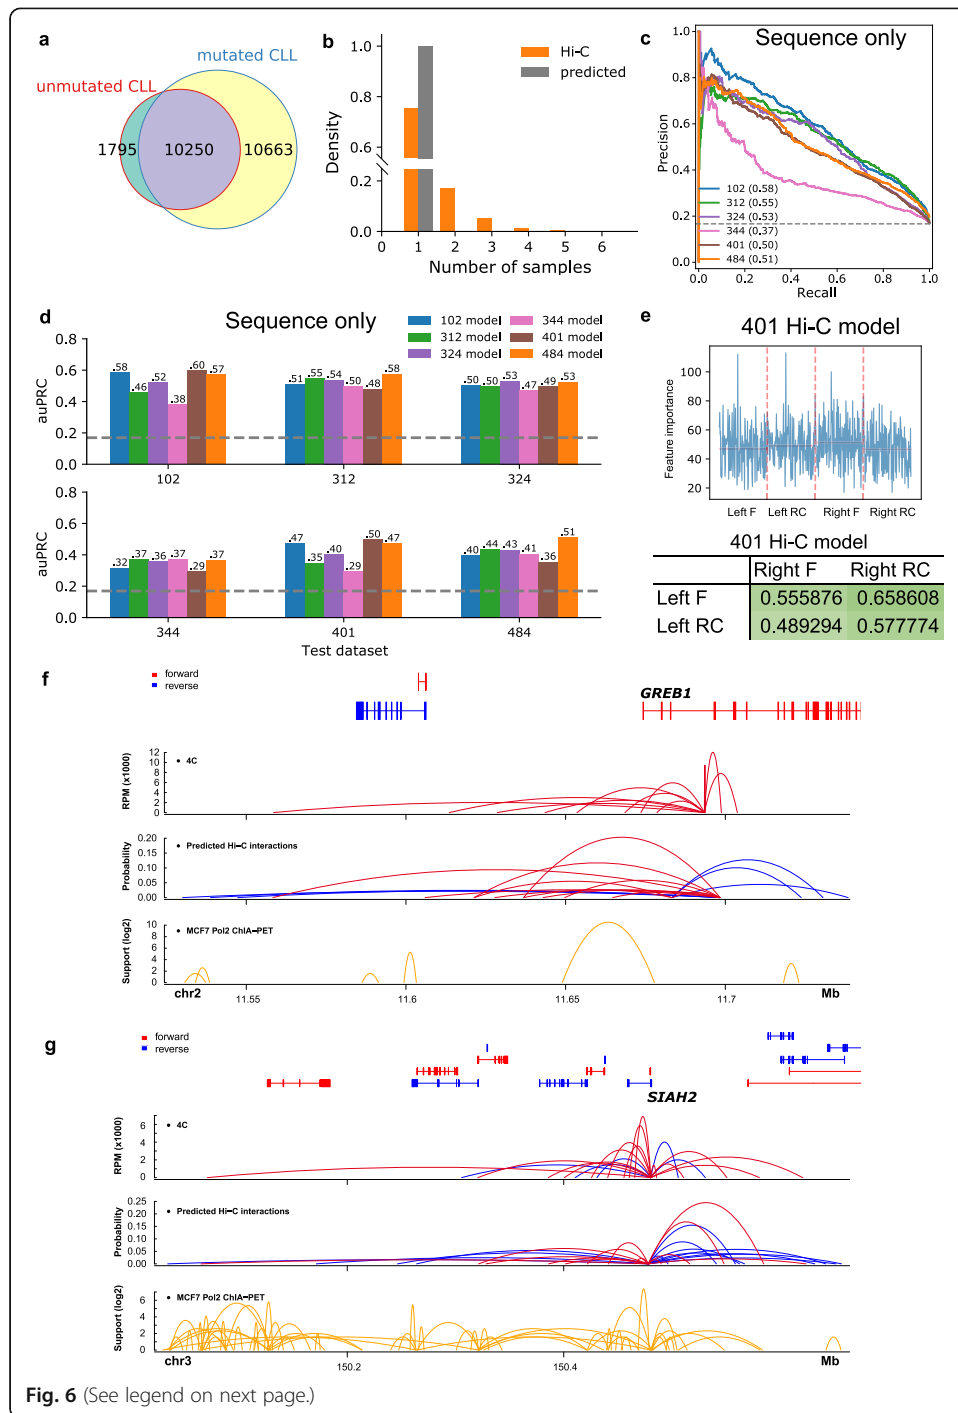 a
mutated CLL
unmutated CLL
1795
10250
10663
b
Hi-C
predicted
Density
1.0
0.8
0.6
0.2
0.0
0 1 2 3 4 5 6
Number of samples
c
Sequence only
Precision
1.0
0.8
0.6
0.4
0.2
0.0
102 (0.58)
312 (0.55)
324 (0.53)
344 (0.37)
401 (0.50)
484 (0.51)
0.0 0.2 0.4 0.6 0.8 1.0
Recall
d
Sequence only
102 model 344 model
312 model 401 model
324 model 484 model
auPRC
0.8
0.6
0.4
0.2
0.0
.58 .46 .52 .38 .60 .57
.51 .55 .54 .50 .48 .58
.50 .50 .53 .47 .49 .53
102 312 324
auPRC
0.6
0.4
0.2
0.0
.32 .37 .36 .37 .29 .37
.47 .35 .40 .29 .50 .47
.40 .44 .43 .41 .36 .51
344 401 484
Test dataset
e
401 Hi-C model
Feature importance
100
80
60
40
20
Left F Left RC Right F Right RC
401 Hi-C model
Right F Right RC
Left F 0.555876 0.658608
Left RC 0.489294 0.577774
f
forward
reverse
GREB1
RPM (x1000)
12
10
8
6
4
2
0
• 4C
Probability
0.20
0.15
0.10
0.05
0.00
• Predicted Hi–C interactions
Support (log2)
10
8
6
4
2
0
• MCF7 Pol2 ChIA–PET
chr2 11.55 11.6 11.65 11.7 Mb
g
forward
reverse
SIAH2
RPM (x1000)
6
4
2
0
• 4C
Probability
0.25
0.20
0.15
0.10
0.05
0.00
• Predicted Hi–C interactions
Support (log2)
6
4
2
0
• MCF7 Pol2 ChIA–PET
chr3 150.2 150.4 Mb
Fig. 6 (See legend on next page.)